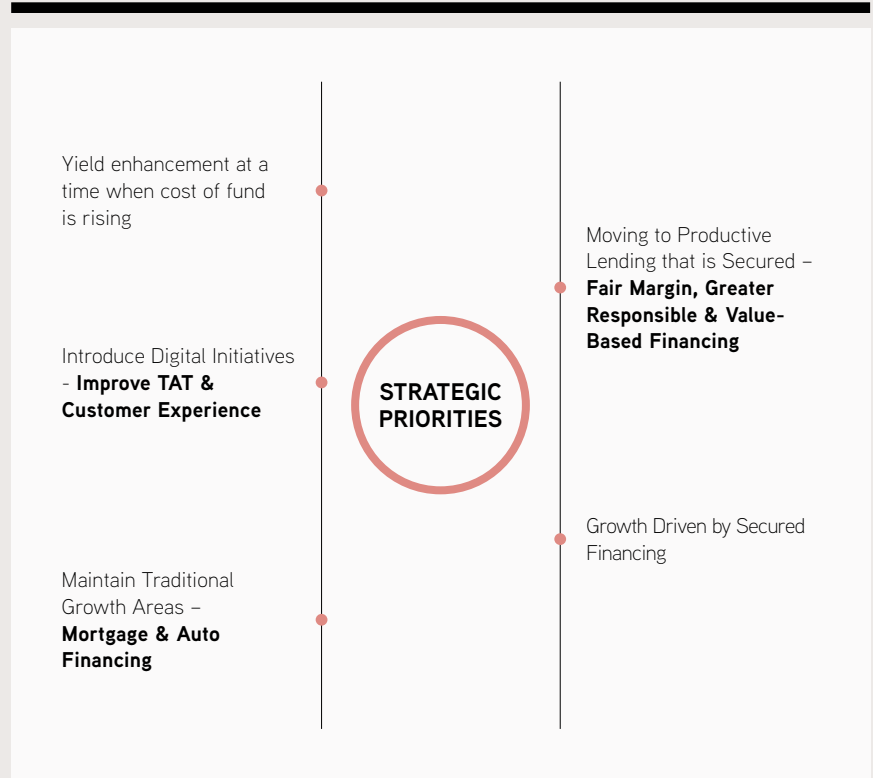 Yield enhancement at a
time when cost of fund
is rising
Introduce Digital Initiatives
- Improve TAT &
Customer Experience
Maintain Traditional
Growth Areas –
Mortgage & Auto
Financing
STRATEGIC
PRIORITIES
Moving to Productive
Lending that is Secured –
Fair Margin, Greater
Responsible & Value-
Based Financing
Growth Driven by Secured
Financing